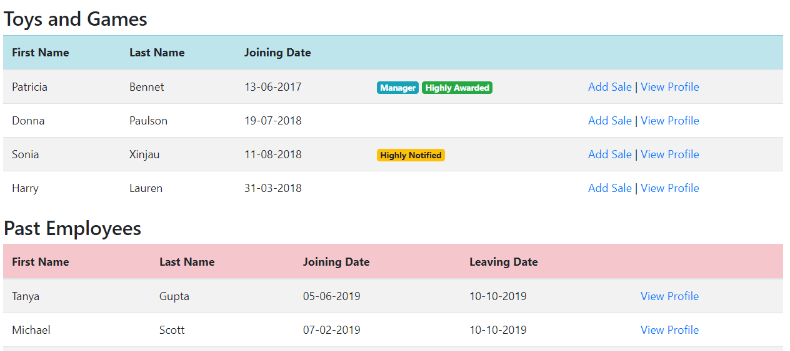 Toys and Games
First Name Last Name Joining Date
Patricia Bennet 13-06-2017 Manager Highly Awarded Add Sale | View Profile
Donna Paulson 19-07-2018 Add Sale | View Profile
Sonia Xinjau 11-08-2018 Highly Notified Add Sale | View Profile
Harry Lauren 31-03-2018 Add Sale | View Profile
Past Employees
First Name Last Name Joining Date Leaving Date
Tanya Gupta 05-06-2019 10-10-2019 View Profile
Michael Scott 07-02-2019 10-10-2019 View Profile